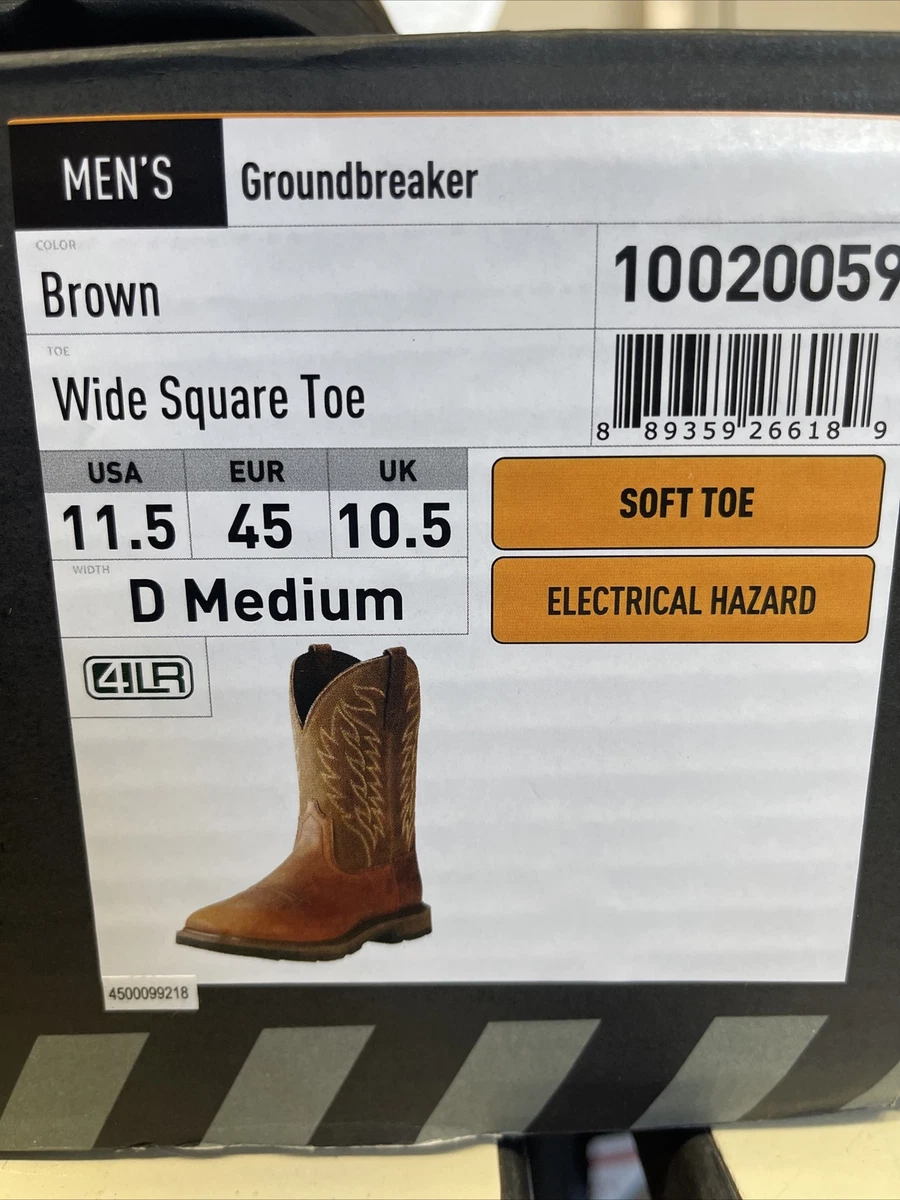 MEN'S Groundbreaker
COLOR
Brown
10020059
TOE
Wide Square Toe
8 89359 26618 9
USA EUR UK
11.5 45 10.5
WIDTH
D Medium
SOFT TOE
ELECTRICAL HAZARD
4LR
4500099218